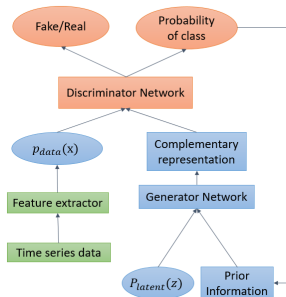 Fake/Real
Probability
of class
Discriminator Network
p_data(x)
Complementary
representation
Feature extractor
Generator Network
Time series data
P_latent(z)
Prior
Information